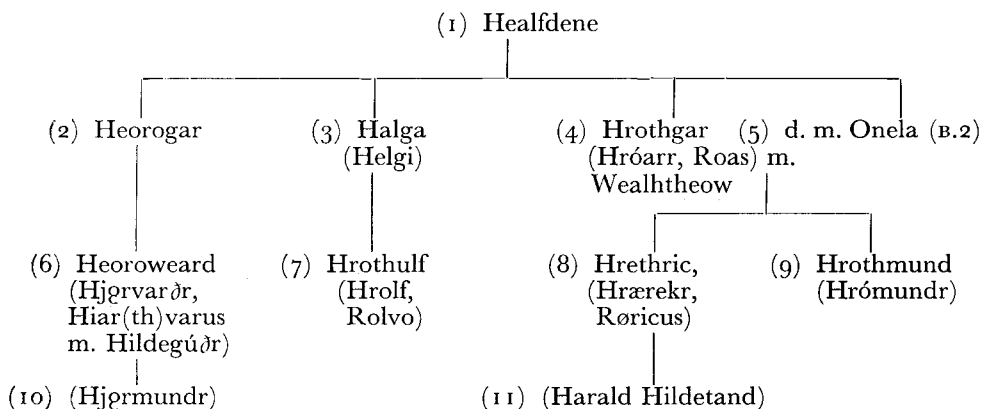 (1) Healfdene
(2) Heorogar (3) Halga (4) Hrothgar (5) d. m. Onela (B.2)
(Helgi) (Hróarr, Roas) m.
Wealhtheow
(6) Heoroweard (7) Hrothulf (8) Hrethric, (9) Hrothmund
(Hjǫrvarðr, (Hrolf, (Hrærekr, (Hrómundr)
Hiar(th)varus Rolvo) Røricus)
m. Hildegúðr)
(10) (Hjǫrmundr) (11) (Harald Hildetand)